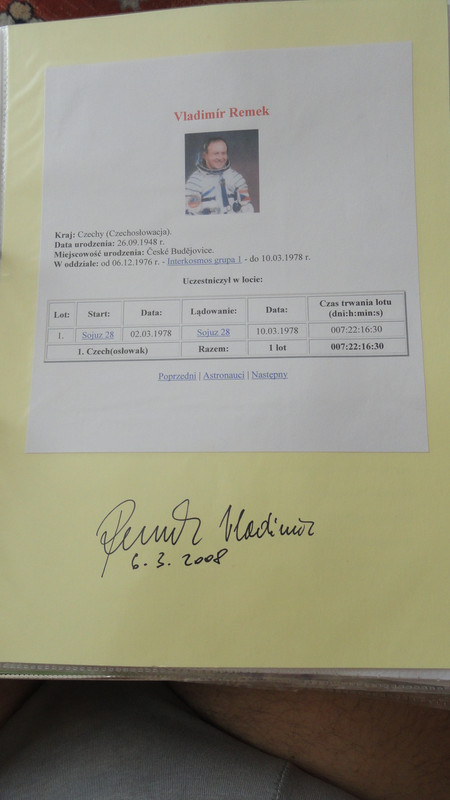 Vladimír Remek
Kraj: Czechy (Czechosłowacja).
Data urodzenia: 26.09.1948 r.
Miejscowość urodzenia: České Budějovice.
W oddziale: od 06.12.1976 r. - Interkosmos grupa 1 - do 10.03.1978 r.
Uczestniczył w locie:
Lot: Start: Data: Lądowanie: Data: Czas trwania lotu (dni:h:min:s)
1. Sojuz 28 02.03.1978 Sojuz 28 10.03.1978 007:22:16:30
1. Czech(osłowak) Razem: 1 lot 007:22:16:30
Poprzedni | Astronauci | Następny
Remek Vladimír
6. 3. 2008